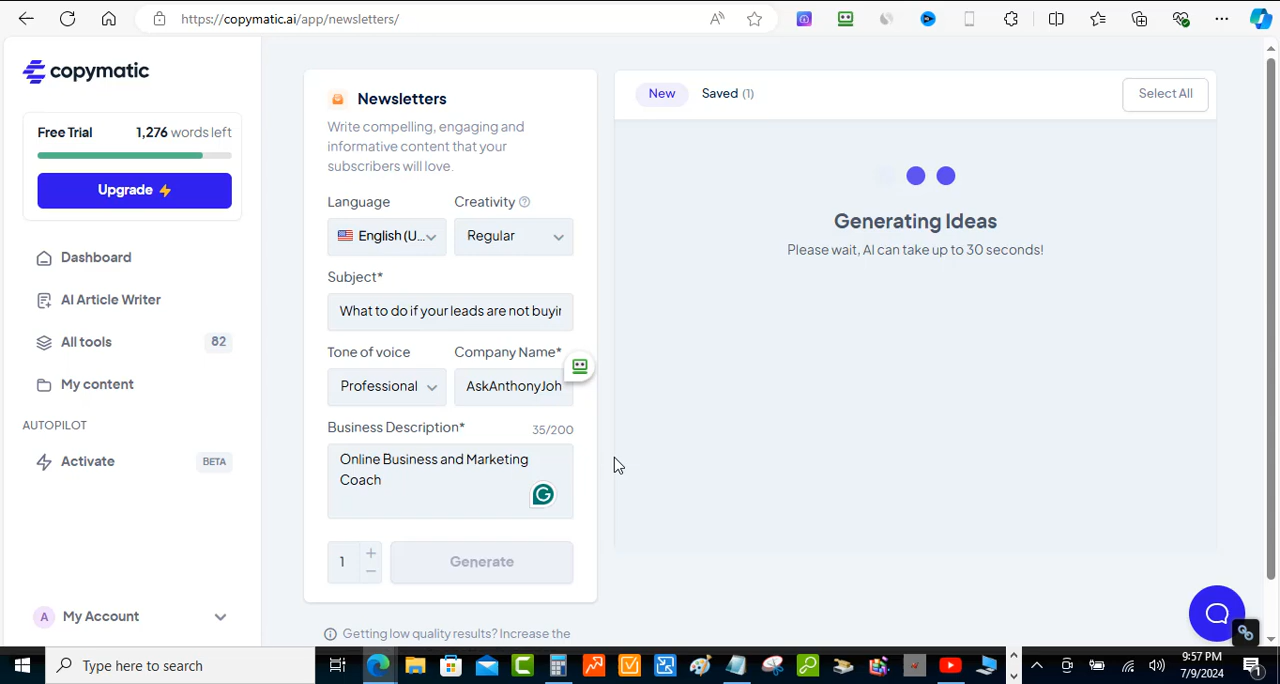 https://copymatic.ai/app/newsletters/
copymatic
Free Trial 1,276 words left
Upgrade
Dashboard
AI Article Writer
All tools 82
My content
AUTOPILOT
Activate BETA
A My Account
Newsletters
Write compelling, engaging and
informative content that your
subscribers will love.
Language Creativity
English (U... Regular
Subject*
What to do if your leads are not buyir
Tone of voice Company Name*
Professional AskAnthonyJoh
Business Description* 35/200
Online Business and Marketing
Coach
1 Generate
Getting low quality results? Increase the
New Saved (1) Select All
Generating Ideas
Please wait, AI can take up to 30 seconds!
Type here to search
9:57 PM
7/9/2024
1